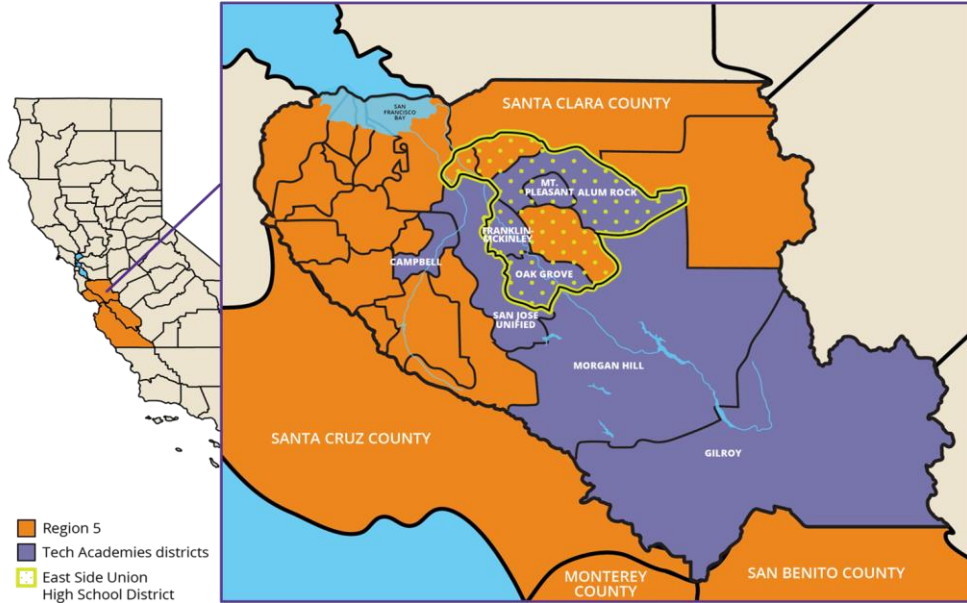 SAN
FRANCISCO
BAY
SANTA CLARA COUNTY
MT.
PLEASANT
ALUM ROCK
FRANKLIN-
MCKINLEY
CAMPBELL
OAK GROVE
SAN JOSE
UNIFIED
MORGAN HILL
SANTA CRUZ COUNTY
GILROY
MONTEREY
COUNTY
SAN BENITO COUNTY
Region 5
Tech Academies districts
East Side Union
High School District